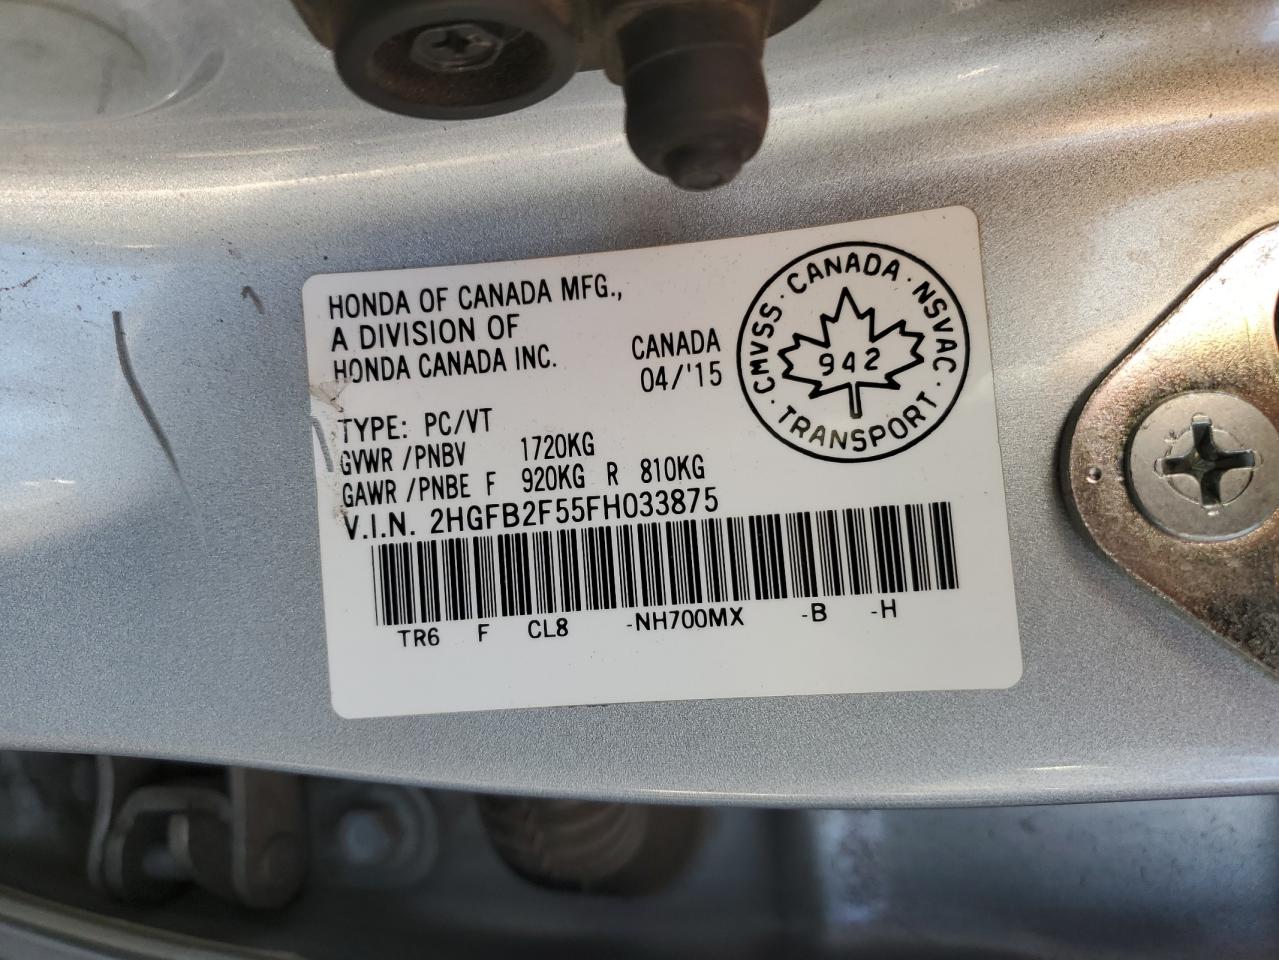 HONDA OF CANADA MFG.,
A DIVISION OF
HONDA CANADA INC.
CANADA
04/'15
CMVSS · CANADA · NSVAC · TRANSPORT ·
942
TYPE: PC/VT
GVWR /PNBV 1720KG
GAWR /PNBE F 920KG R 810KG
V.I.N. 2HGFB2F55FH033875
TR6 F CL8 -NH700MX -B -H